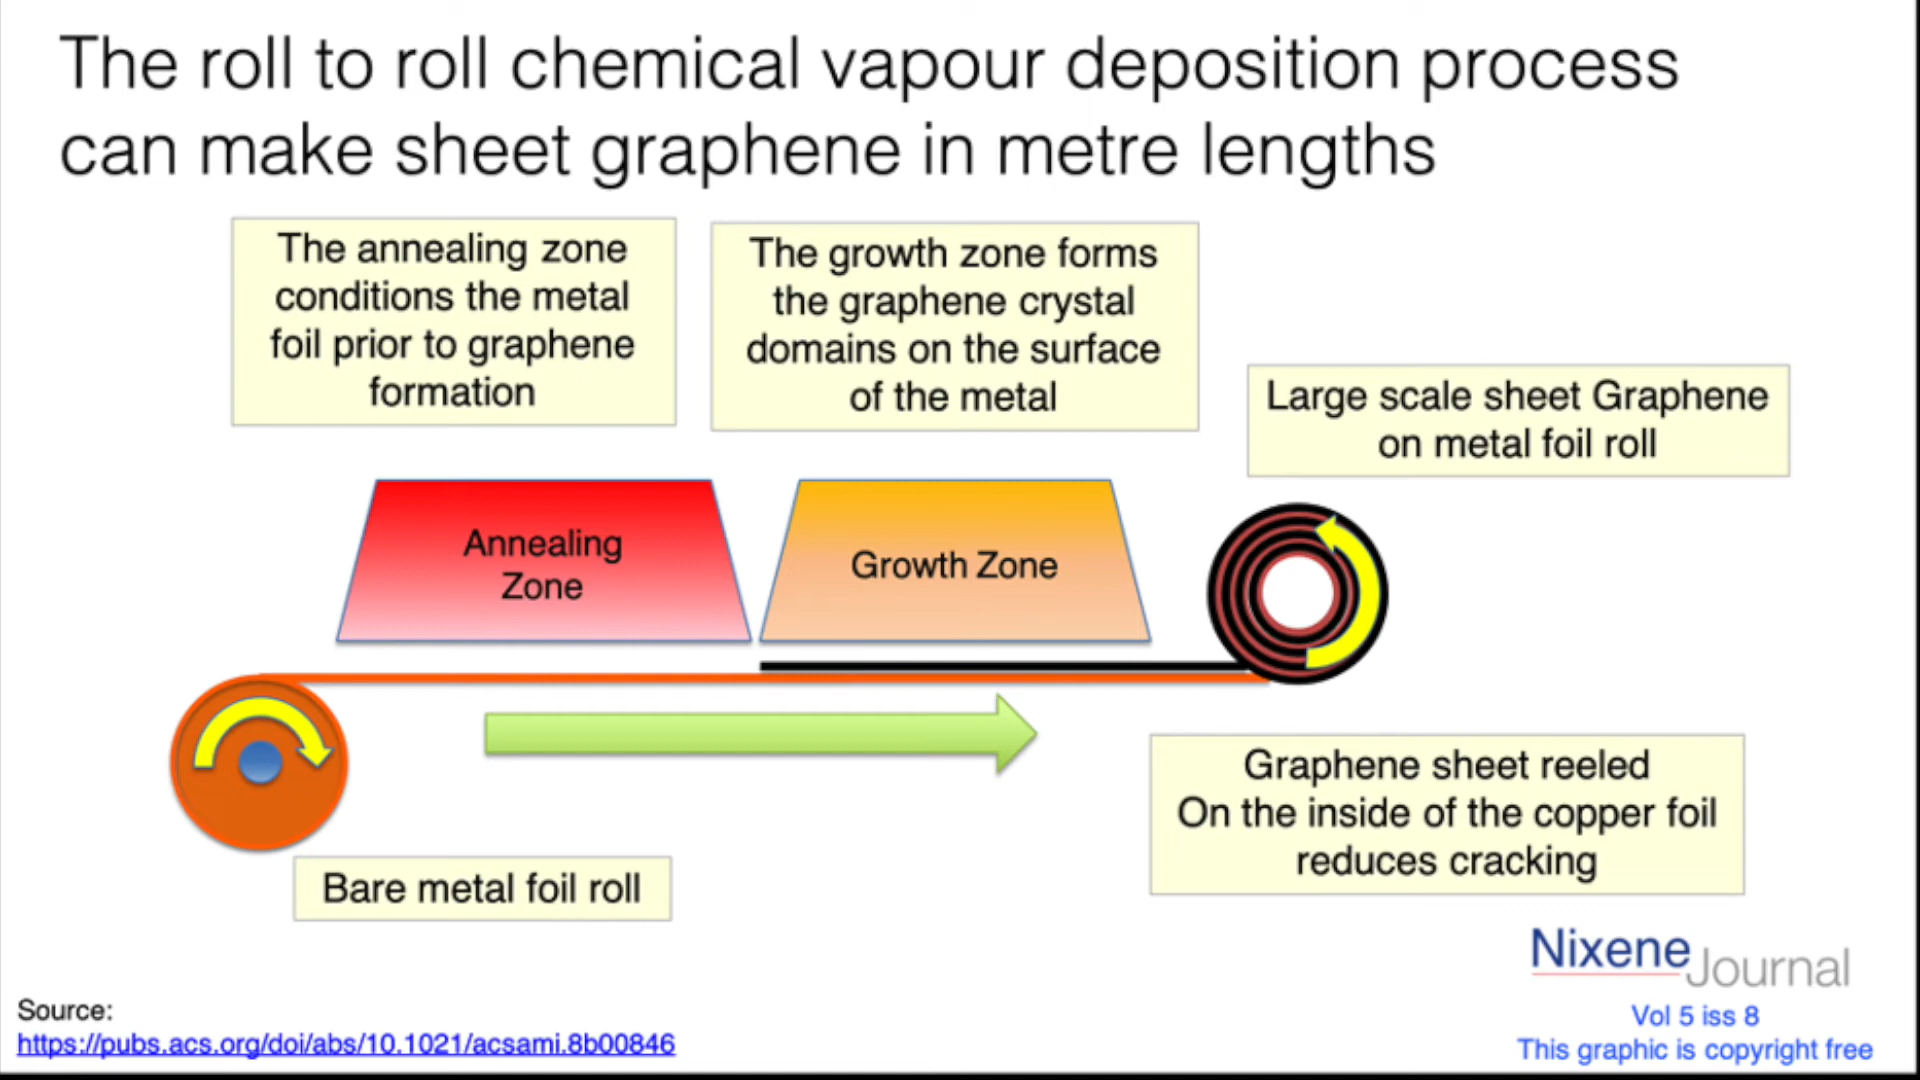 The roll to roll chemical vapour deposition process
can make sheet graphene in metre lengths
The annealing zone
conditions the metal
foil prior to graphene
formation
The growth zone forms
the graphene crystal
domains on the surface
of the metal
Large scale sheet Graphene
on metal foil roll
Annealing
Zone
Growth Zone
Graphene sheet reeled
On the inside of the copper foil
reduces cracking
Bare metal foil roll
Nixene Journal
Vol 5 iss 8
This graphic is copyright free
Source:
https://pubs.acs.org/doi/abs/10.1021/acsami.8b00846